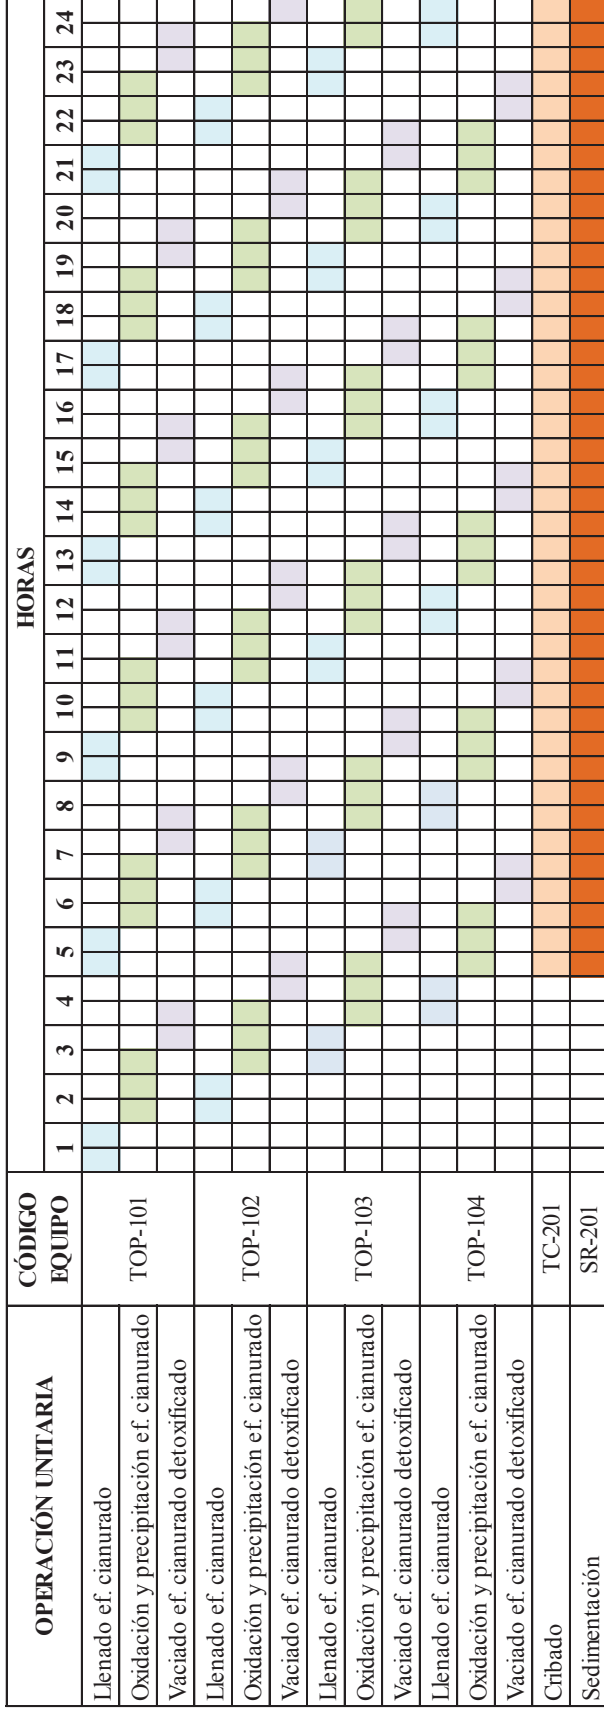 OPERACIÓN UNITARIA
CÓDIGO
EQUIPO
HORAS
1 2 3 4 5 6 7 8 9 10 11 12 13 14 15 16 17 18 19 20 21 22 23 24
Llenado ef. cianurado
Oxidación y precipitación ef. cianurado
TOP-101
Vaciado ef. cianurado detoxificado
Llenado ef. cianurado
Oxidación y precipitación ef. cianurado
TOP-102
Vaciado ef. cianurado detoxificado
Llenado ef. cianurado
Oxidación y precipitación ef. cianurado
TOP-103
Vaciado ef. cianurado detoxificado
Llenado ef. cianurado
Oxidación y precipitación ef. cianurado
TOP-104
Vaciado ef. cianurado detoxificado
Cribado
TC-201
Sedimentación
SR-201